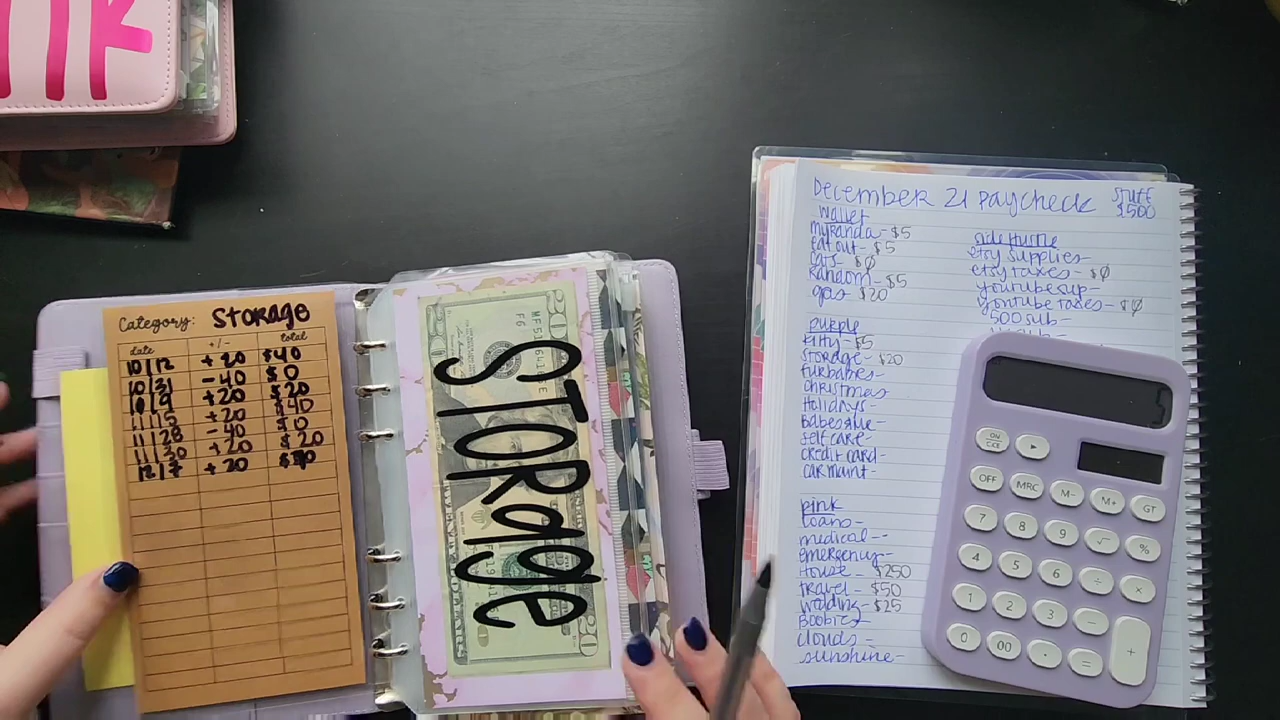 Category: Storage
date +/- total
10/12 +20 $40
10/31 -40 $0
+20 $20
11/15 +20 $40
11/28 -40 $0
11/30 +20 $20
12/7 +20
STORage
20
20
December 21 Paycheck
Stuff
$500
wallet
myranda - $5
eat out - $5
cats - $0
Random - $5
gas $20
purple
kitty - $5
Storage - $20
furbabes -
christmas
Holidays -
self care -
credit card -
car maint -
pink
Loans -
medical -
emergency -
House - $250
travel - $50
wedding - $25
Boobies -
clouds -
sunshine -
side Hustle
etsy supplies -
etsy taxes - $0
youtube sup -
youtube taxes - $0
500 sub -
ON
OFF MRC M- M+ GT
7 8 9 √ %
4 5 6 ÷ ×
1 2 3 −
0 00 · = +